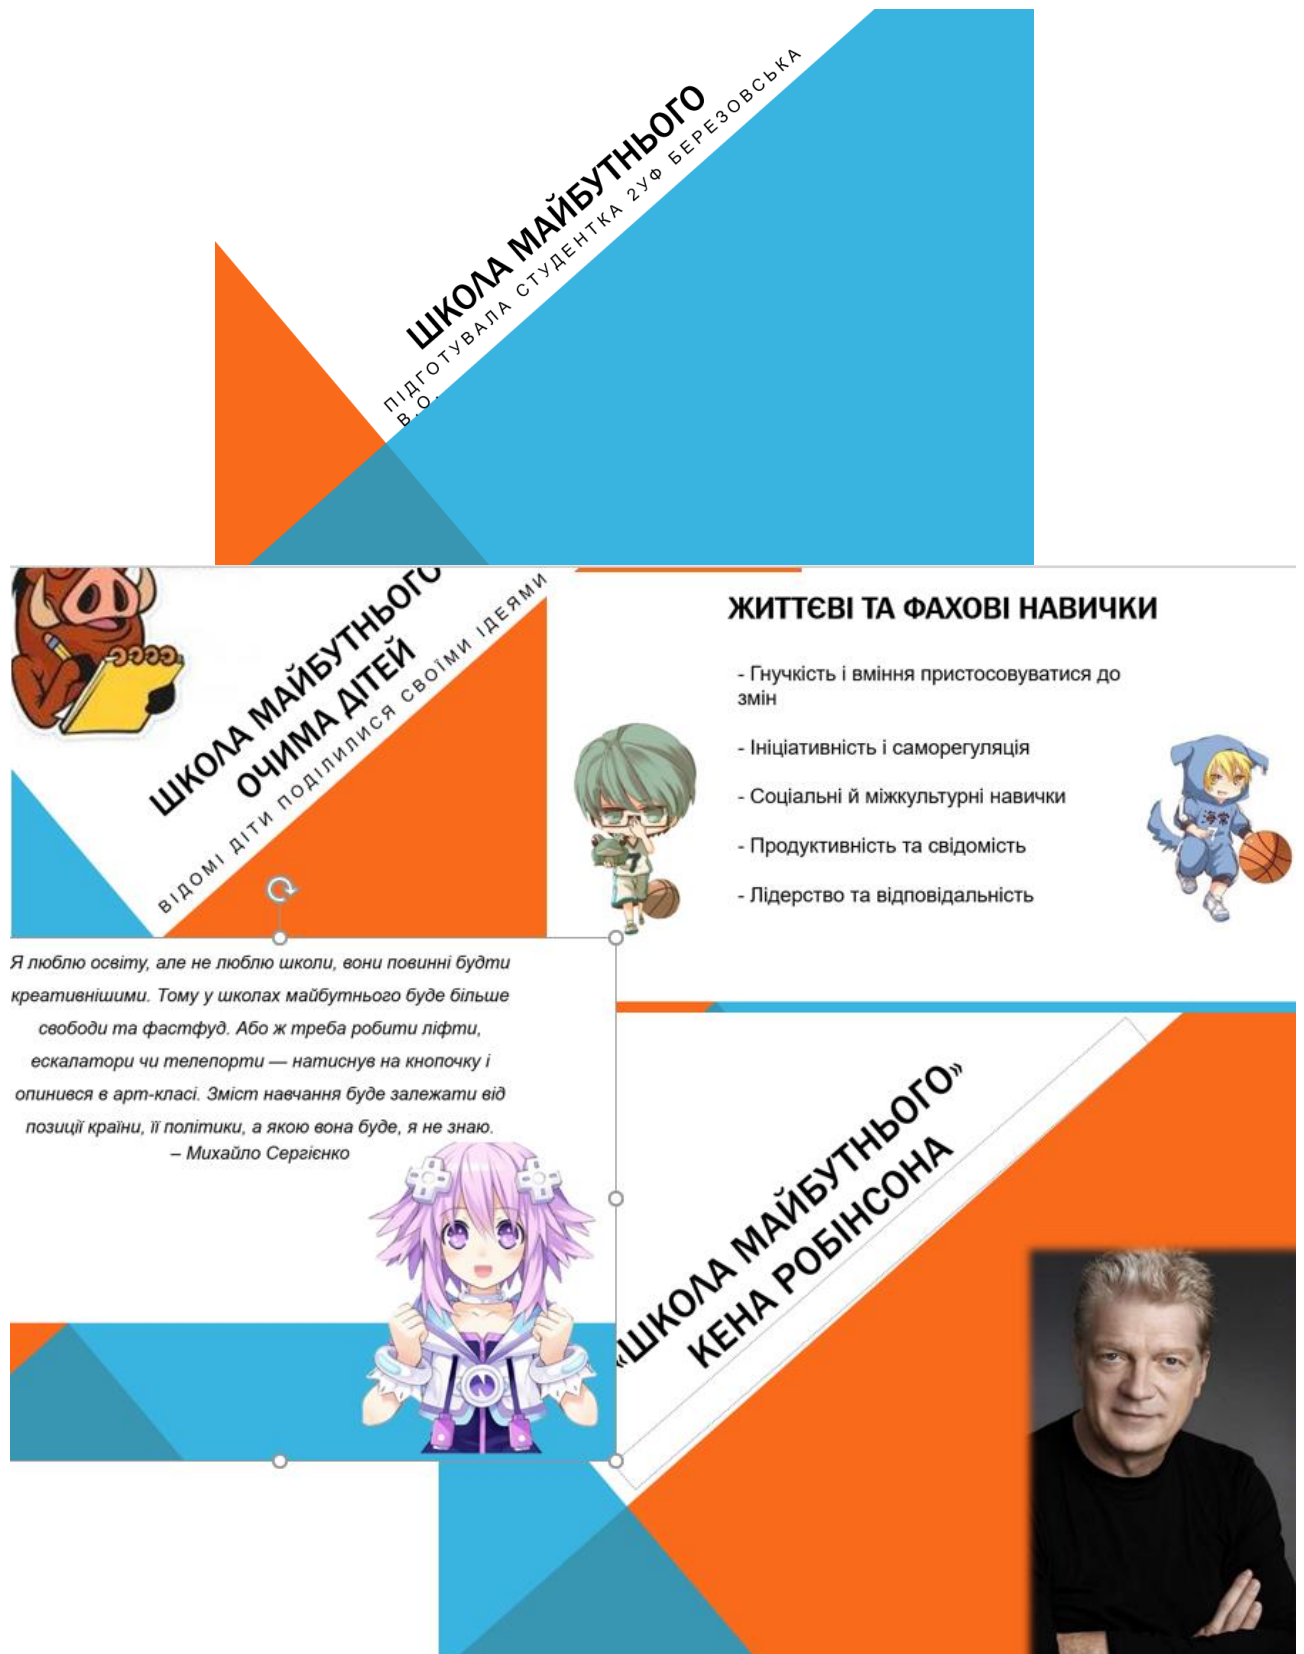 ШКОЛА МАЙБУТНЬОГО
ПІДГОТУВАЛА СТУДЕНТКА 2УФ БЕРЕЗОВСЬКА
В.О.
ШКОЛА МАЙБУТНЬОГО
ОЧИМА ДІТЕЙ
ВІДОМІ ДІТИ ПОДІЛИЛИСЯ СВОЇМИ ІДЕЯМИ
ЖИТТЄВІ ТА ФАХОВІ НАВИЧКИ
- Гнучкість і вміння пристосовуватися до
змін
- Ініціативність і саморегуляція
- Соціальні й міжкультурні навички
- Продуктивність та свідомість
- Лідерство та відповідальність
7
Я люблю освіту, але не люблю школи, вони повинні будти
креативнішими. Тому у школах майбутнього буде більше
свободи та фастфуд. Або ж треба робити ліфти,
ескалатори чи телепорти — натиснув на кнопочку і
опинився в арт-класі. Зміст навчання буде залежати від
позиції країни, її політики, а якою вона буде, я не знаю.
– Михайло Сергієнко
N
«ШКОЛА МАЙБУТНЬОГО»
КЕНА РОБІНСОНА